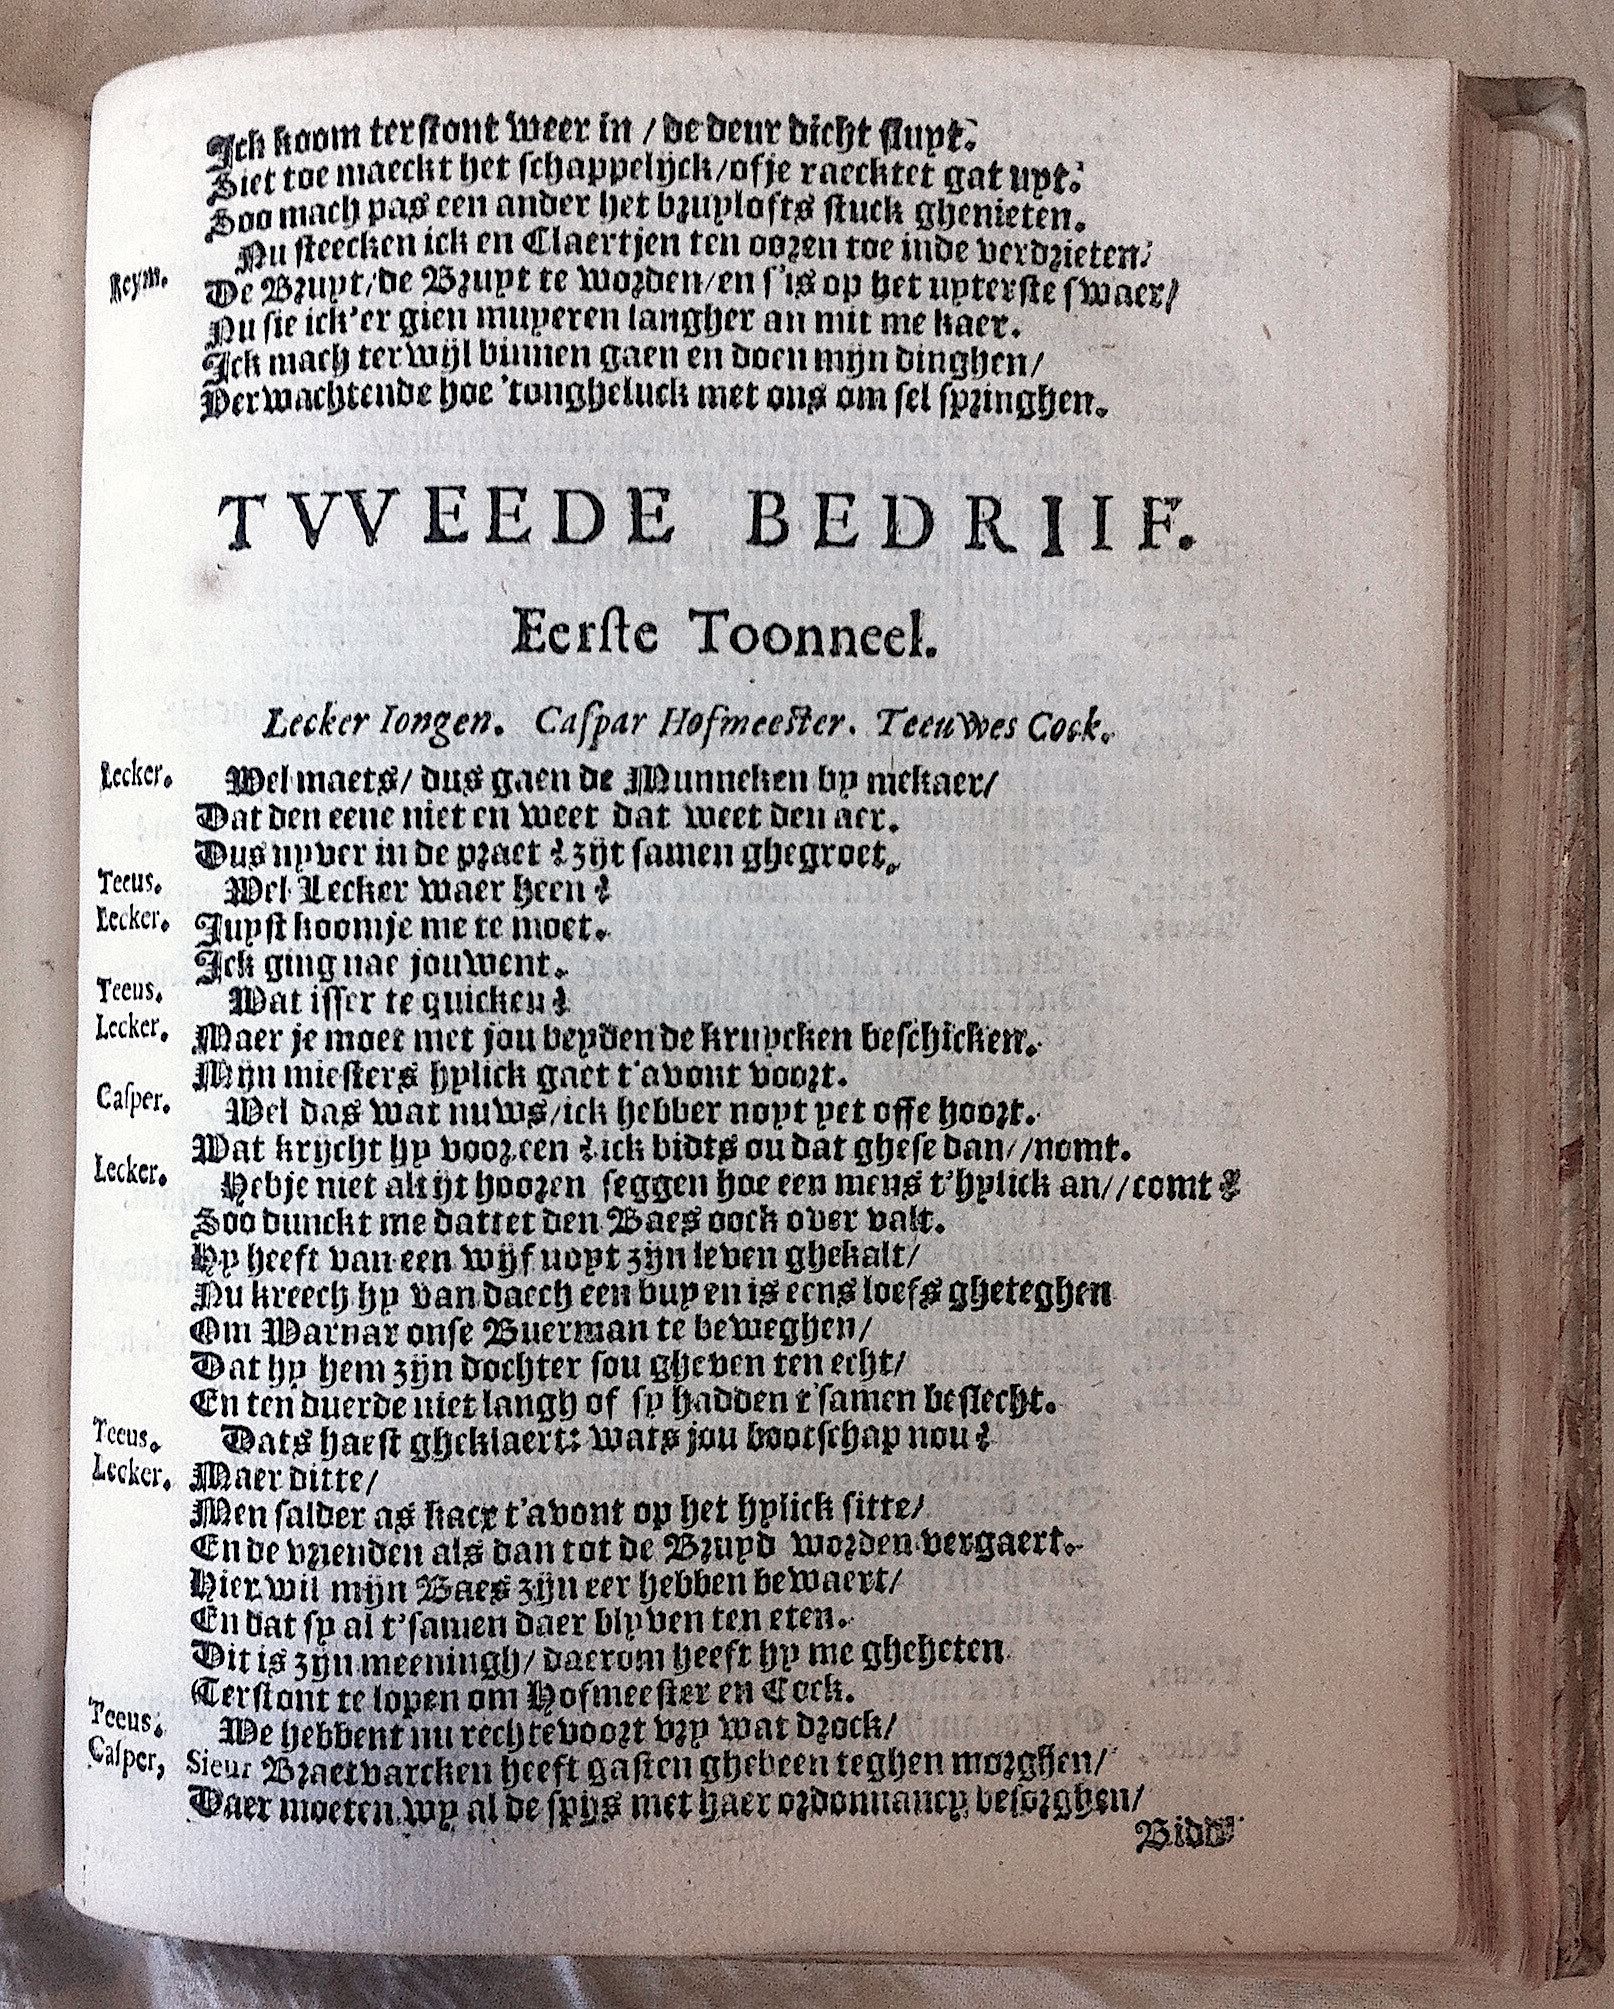 Ick koom terstont weer in / de deur dicht sluyt.
Siet toe maeckt het schappelijck / ofje raecktet gat uyt.
Soo mach pas een ander het bruylofts stuck ghenieten.
Reym. Nu steecken ick en Claertjen ten ooren toe inde verdrieten.
De Bruyt / de Bruyt te worden / en s'is op het uyterste swaer /
Nu sie ick'er gien muyeren langher an mit me kaer.
Ick mach terwijl binnen gaen en doen mijn dinghen /
Verwachtende hoe 'tongheluck met ons om sel springhen.
TVVEEDE BEDRIIF.
Eerste Toonneel.
Lecker Iongen. Caspar Hofmeester. Teeuwes Cock.
Lecker. Wel maets / dus gaen de Munneken by mekaer /
Dat den eene niet en weet dat weet den aer.
Dus nyver in de praet ? zijt samen ghegroet.
Teeus. Wel Lecker waer heen ?
Lecker. Juyst koomje me te moet.
Ick ging nae jouwent.
Teeus. Wat isser te quicken ?
Lecker. Maer je moet met jou beyden de kruycken beschicken.
Mijn miesters hylick gaet t'avont voort.
Casper. Wel das wat nuws / ick hebber noyt yet offe hoort.
Wat krijcht hy voor een ? ick bidts ou dat ghese dan // nomt.
Lecker. Hebje niet altijt hooren seggen hoe een mens t'hylick an // comt ?
Soo dunckt me dattet den Baes oock over valt.
Hy heeft van een wijf noyt zijn leven ghekalt /
Nu kreech hy van daech een buy en is eens loefs gheteghen
Om Warnar onse Buerman te beweghen /
Dat hy hem zijn dochter sou gheven ten echt /
En ten duerde niet langh of sy hadden t'samen beslecht.
Teeus. Dats haest gheklaert: wats jou bootschap nou ?
Lecker. Maer ditte /
Men salder as kaer t'avont op het hylick sitte /
En de vrienden als dan tot de Bruyd worden vergaert.
Hier wil mijn Baes zijn eer hebben bewaert /
En dat sy al t'samen daer blyven ten eten.
Dit is zijn meeningh / daerom heeft hy me gheheten
Terstont te lopen om Hofmeester en Cock.
Teeus. We hebbent nu rechtevoort vry wat drock /
Casper, Sieur Braetvarcken heeft gasten ghebeen teghen morghen /
Daer moeten wy al de spijs met haer ordonnancy besorghen /